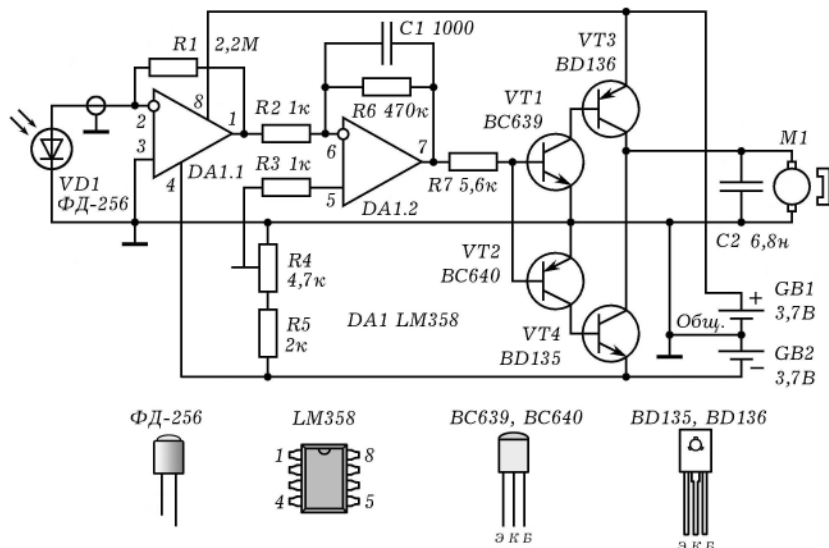 R1 2,2М
VT3
BD136
C1 1000
8
1
R2 1к
R6 470к
VT1
BC639
2
3
4
DA1.1
6
7
M1
R3 1к
5
R7 5,6к
DA1.2
VD1
ФД-256
C2 6,8н
R4
4,7к
VT2
BC640
R5
2к
DA1 LM358
VT4
BD135
Общ.
+
GB1
3,7В
GB2
3,7В
−
ФД-256
LM358
BC639, BC640
BD135, BD136
1
8
4
5
Э К Б
Э К Б